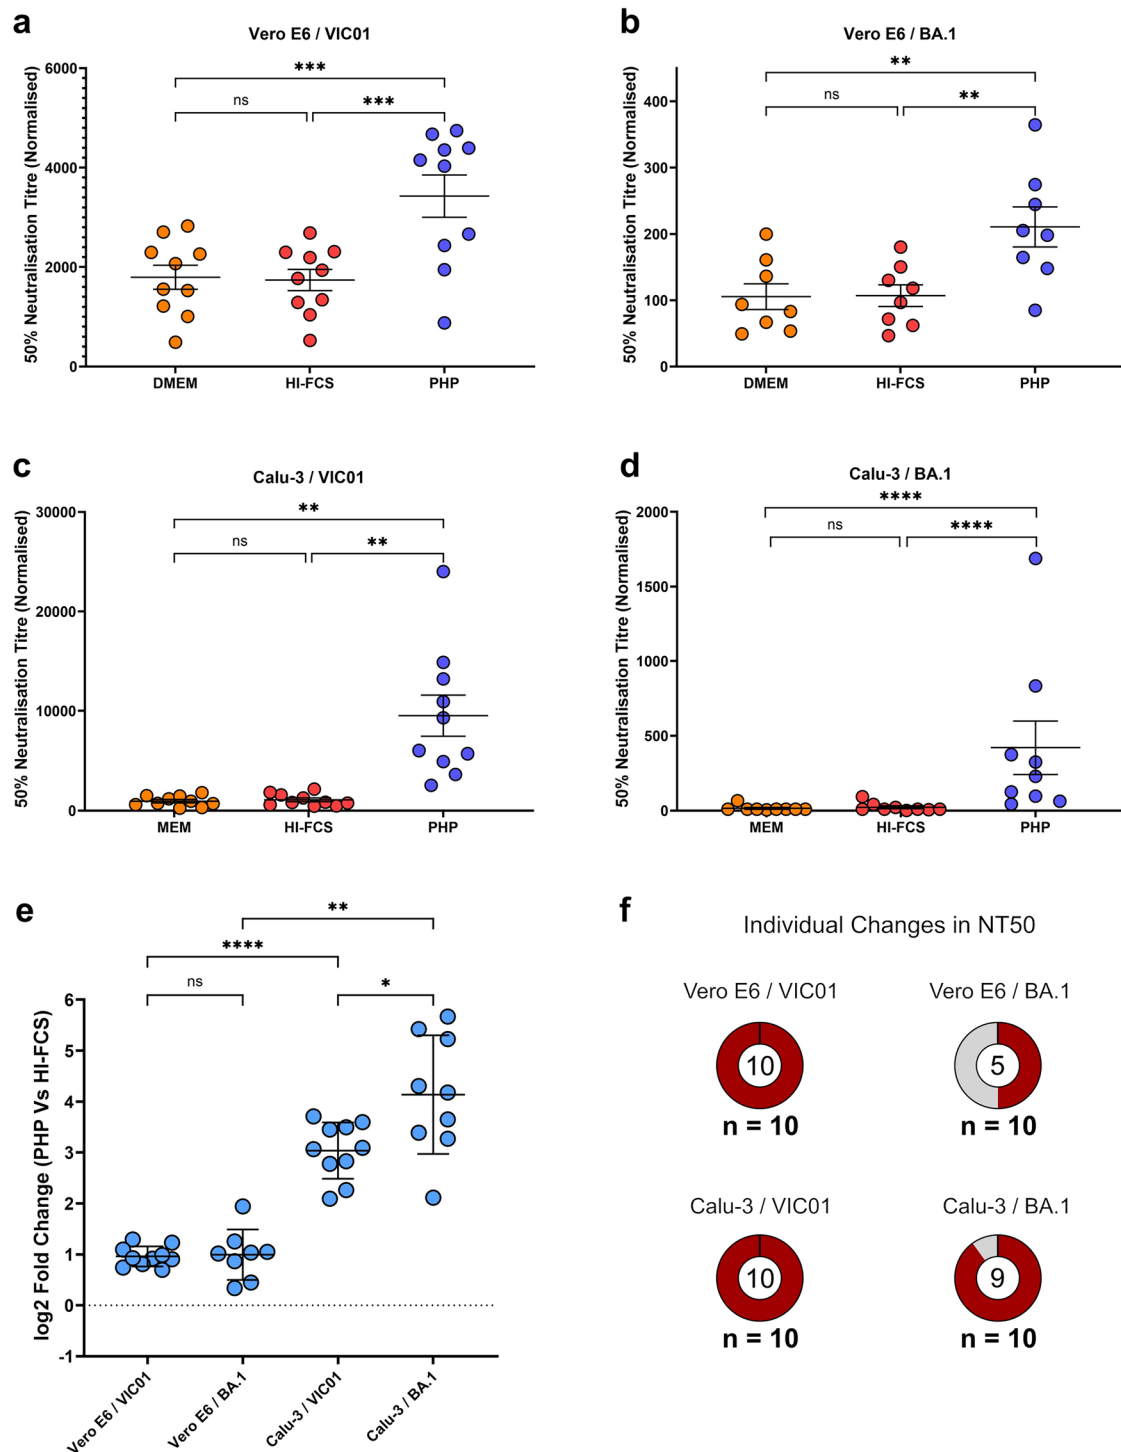 a
Vero E6 / VIC01
50% Neutralisation Titre (Normalised)
6000
4000
2000
0
***
ns
***
DMEM
HI-FCS
PHP
b
Vero E6 / BA.1
50% Neutralisation Titre (Normalised)
400
300
200
100
0
**
ns
**
DMEM
HI-FCS
PHP
c
Calu-3 / VIC01
50% Neutralisation Titre (Normalised)
30000
20000
10000
0
**
ns
**
MEM
HI-FCS
PHP
d
Calu-3 / BA.1
50% Neutralisation Titre (Normalised)
2000
1500
1000
500
0
****
ns
****
MEM
HI-FCS
PHP
e
log2 Fold Change (PHP Vs HI-FCS)
6
5
4
3
2
1
0
-1
**
****
ns
*
Vero E6 / VIC01
Vero E6 / BA.1
Calu-3 / VIC01
Calu-3 / BA.1
f
Individual Changes in NT50
Vero E6 / VIC01
10
n = 10
Vero E6 / BA.1
5
n = 10
Calu-3 / VIC01
10
n = 10
Calu-3 / BA.1
9
n = 10